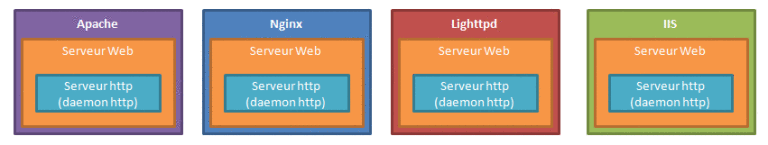 Apache
Serveur Web
Serveur http
(daemon http)
Nginx
Serveur Web
Serveur http
(daemon http)
Lighttpd
Serveur Web
Serveur http
(daemon http)
IIS
Serveur Web
Serveur http
(daemon http)